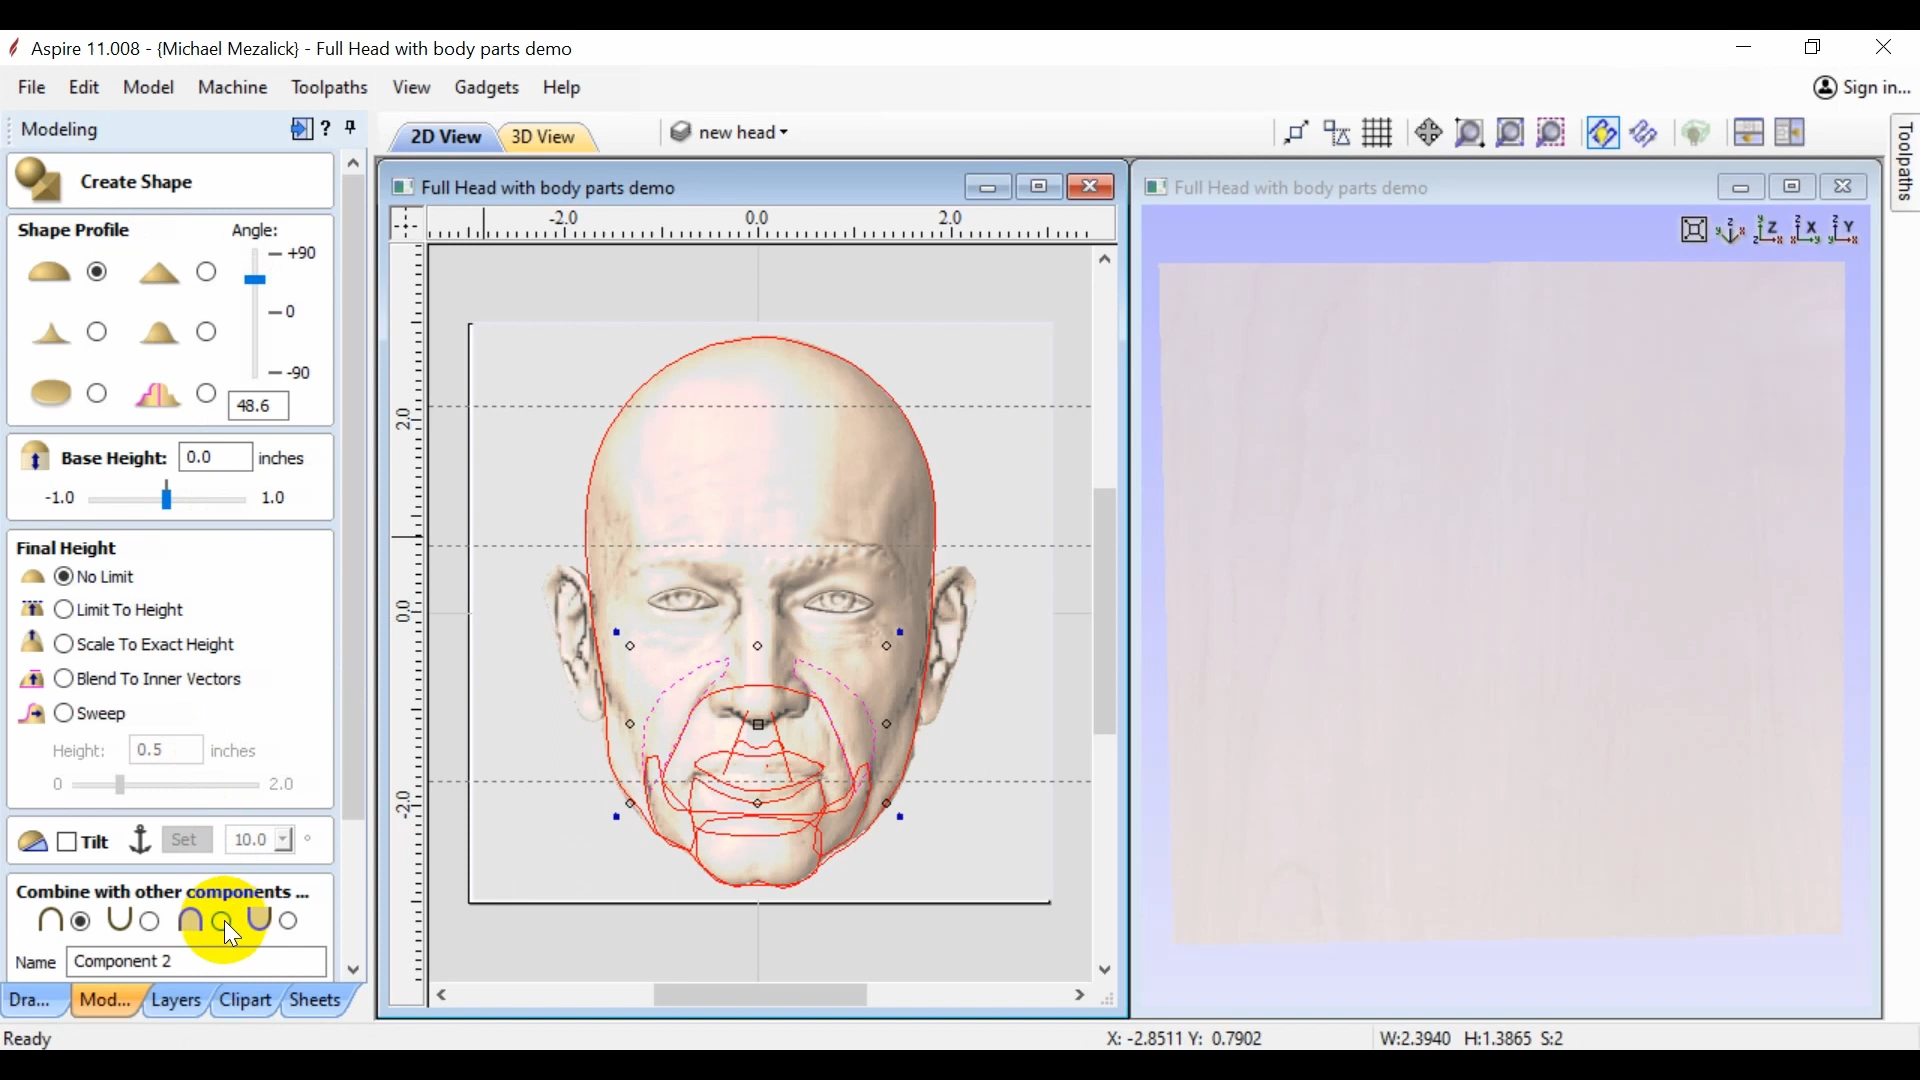 Aspire 11.008 - {Michael Mezalick} - Full Head with body parts demo
File Edit Model Machine Toolpaths View Gadgets Help
Sign in...
Modeling ?
2D View 3D View new head
Toolpaths
Create Shape
Full Head with body parts demo
Full Head with body parts demo
-2.0 0.0 2.0
Shape Profile Angle:
+90
0
-90
48.6
Base Height: 0.0 inches
-1.0 1.0
Final Height
No Limit
Limit To Height
Scale To Exact Height
Blend To Inner Vectors
Sweep
Height: 0.5 inches
0 2.0
Tilt Set 10.0 °
Combine with other components ...
Name Component 2
2.0
0.0
-2.0
z y x
y z x
z x y
z y x
Dra... Mod... Layers Clipart Sheets
Ready
X: -2.8511 Y: 0.7902
W:2.3940 H:1.3865 S:2